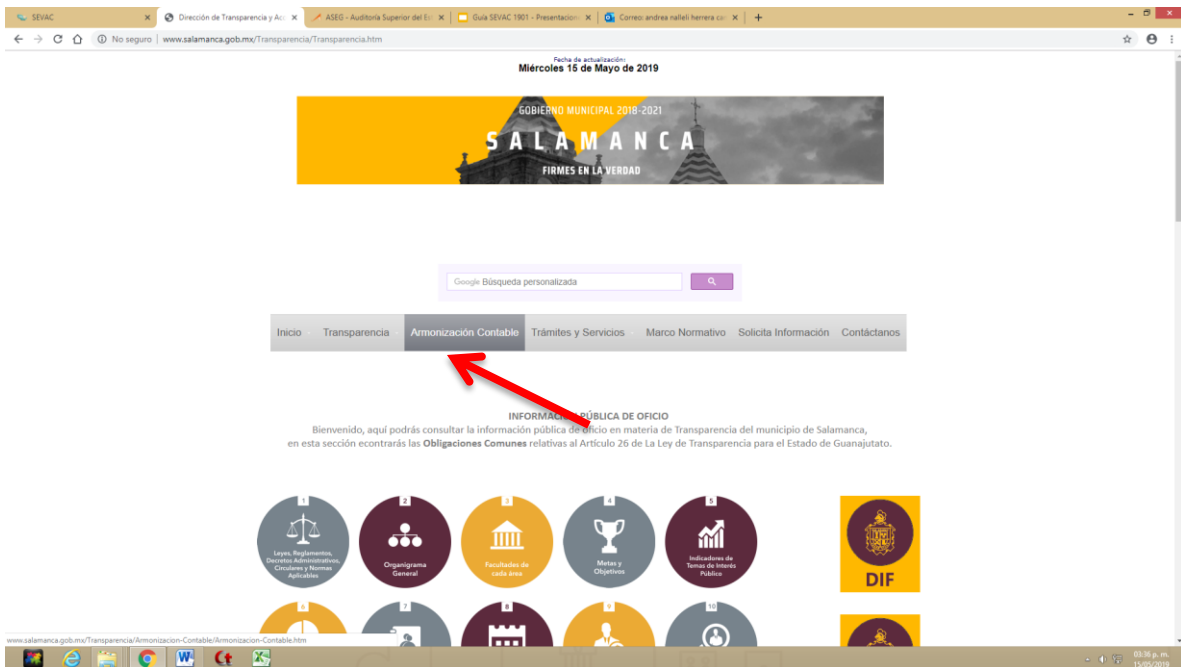 SEVAC
Dirección de Transparencia y Acc
ASEG - Auditoría Superior del Est
Guía SEVAC 1901 - Presentacion
Correo: andrea nalleli herrera car
No seguro | www.salamanca.gob.mx/Transparencia/Transparencia.htm
Fecha de actualización:
Miércoles 15 de Mayo de 2019
GOBIERNO MUNICIPAL 2018-2021
SALAMANCA
FIRMES EN LA VERDAD
Google Búsqueda personalizada
Inicio Transparencia Armonización Contable Trámites y Servicios Marco Normativo Solicita Información Contáctanos
INFORMACIÓN PÚBLICA DE OFICIO
Bienvenido, aquí podrás consultar la información pública de oficio en materia de Transparencia del municipio de Salamanca,
en esta sección econtrarás las Obligaciones Comunes relativas al Artículo 26 de La Ley de Transparencia para el Estado de Guanajutato.
1
Leyes, Reglamentos,
Decretos Administrativos,
Circulares y Normas
Aplicables
2
Organigrama
General
3
Facultades de
cada área
4
Metas y
Objetivos
5
Indicadores de
Temas de Interés
Público
DIF
6
7
8
9
10
www.salamanca.gob.mx/Transparencia/Armonizacion-Contable/Armonizacion-Contable.htm
03:36 p. m.
15/05/2019